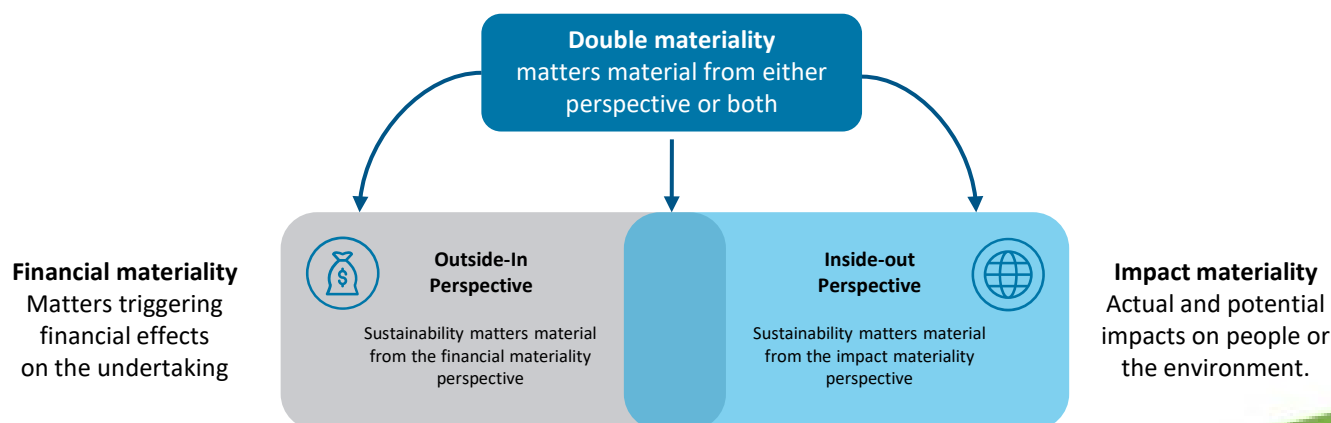 Double materiality
matters material from either
perspective or both
Financial materiality
Matters triggering
financial effects
on the undertaking
$
Outside-In
Perspective
Sustainability matters material
from the financial materiality
perspective
Inside-out
Perspective
Sustainability matters material
from the impact materiality
perspective
Impact materiality
Actual and potential
impacts on people or
the environment.